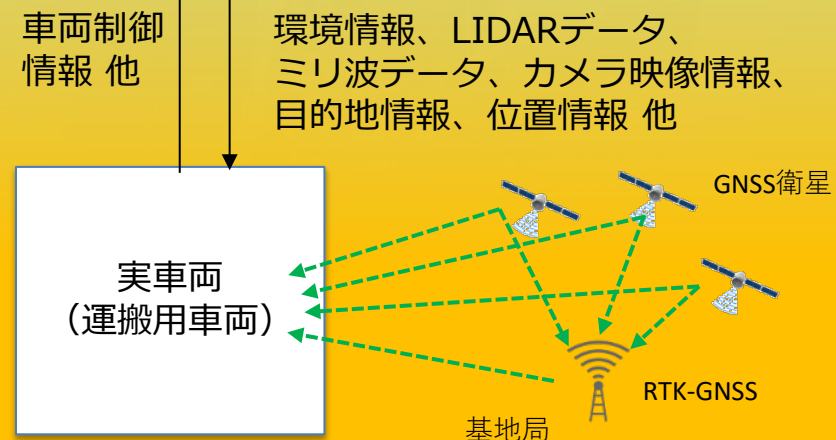 車両制御
情報 他
環境情報、LIDARデータ、
ミリ波データ、カメラ映像情報、
目的地情報、位置情報 他
GNSS衛星
実車両
（運搬用車両）
RTK-GNSS
基地局